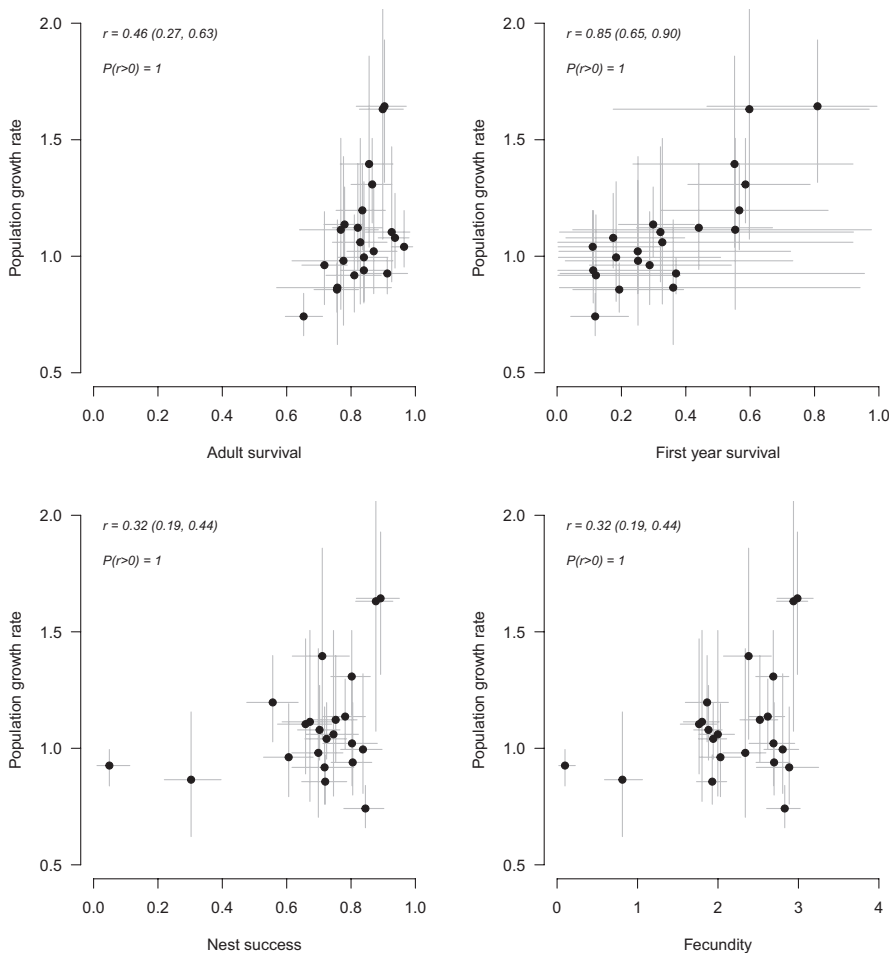 2.0
1.5
1.0
0.5
Population growth rate
r = 0.46 (0.27, 0.63)
P(r>0) = 1
0.0 0.2 0.4 0.6 0.8 1.0
Adult survival
2.0
1.5
1.0
0.5
Population growth rate
r = 0.85 (0.65, 0.90)
P(r>0) = 1
0.0 0.2 0.4 0.6 0.8 1.0
First year survival
2.0
1.5
1.0
0.5
Population growth rate
r = 0.32 (0.19, 0.44)
P(r>0) = 1
0.0 0.2 0.4 0.6 0.8 1.0
Nest success
2.0
1.5
1.0
0.5
Population growth rate
r = 0.32 (0.19, 0.44)
P(r>0) = 1
0 1 2 3 4
Fecundity